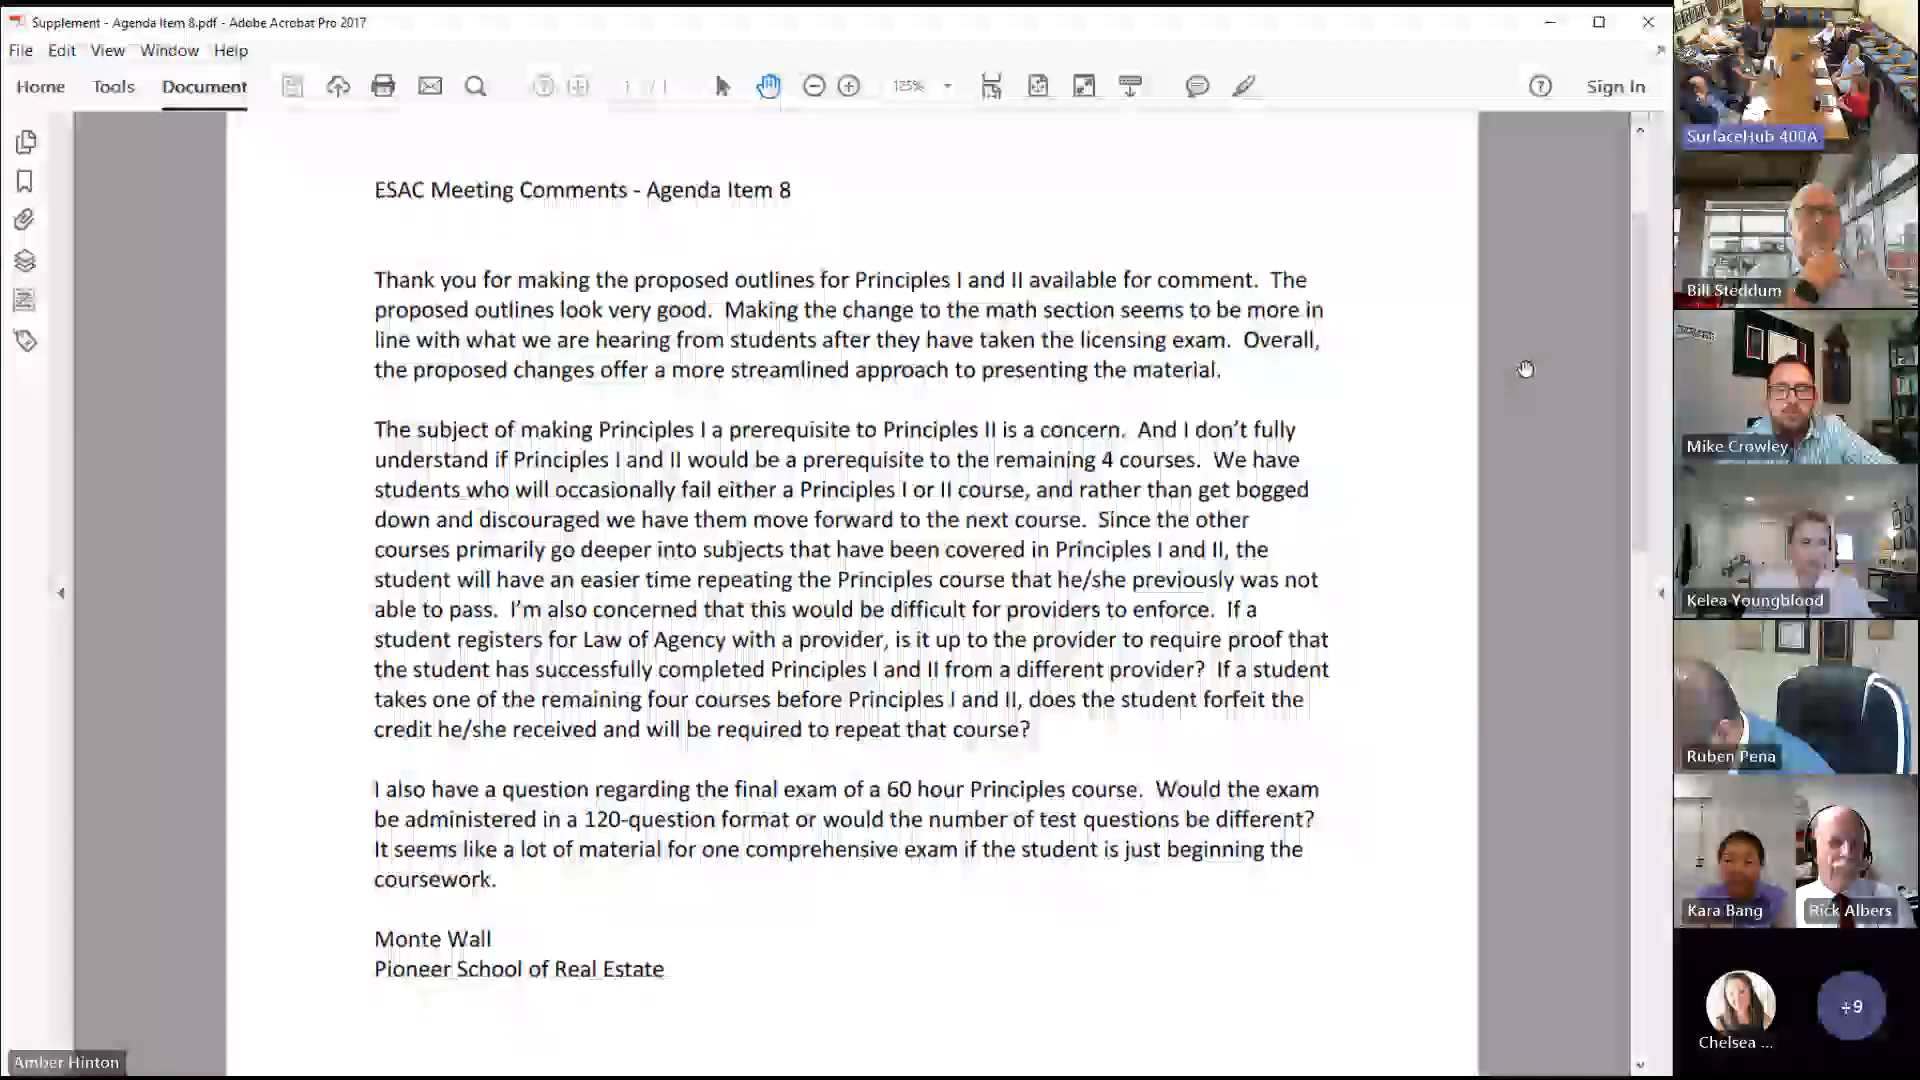 Supplement - Agenda Item 8.pdf - Adobe Acrobat Pro 2017
File Edit View Window Help
Home Tools Document 1 / 1 125% Sign In
ESAC Meeting Comments - Agenda Item 8
Thank you for making the proposed outlines for Principles I and II available for comment. The
proposed outlines look very good. Making the change to the math section seems to be more in
line with what we are hearing from students after they have taken the licensing exam. Overall,
the proposed changes offer a more streamlined approach to presenting the material.
The subject of making Principles I a prerequisite to Principles II is a concern. And I don't fully
understand if Principles I and II would be a prerequisite to the remaining 4 courses. We have
students who will occasionally fail either a Principles I or II course, and rather than get bogged
down and discouraged we have them move forward to the next course. Since the other
courses primarily go deeper into subjects that have been covered in Principles I and II, the
student will have an easier time repeating the Principles course that he/she previously was not
able to pass. I'm also concerned that this would be difficult for providers to enforce. If a
student registers for Law of Agency with a provider, is it up to the provider to require proof that
the student has successfully completed Principles I and II from a different provider? If a student
takes one of the remaining four courses before Principles I and II, does the student forfeit the
credit he/she received and will be required to repeat that course?
I also have a question regarding the final exam of a 60 hour Principles course. Would the exam
be administered in a 120-question format or would the number of test questions be different?
It seems like a lot of material for one comprehensive exam if the student is just beginning the
coursework.
Monte Wall
Pioneer School of Real Estate
Amber Hinton
SurfaceHub 400A
Bill Steddum
Mike Crowley
Kelea Youngblood
Ruben Pena
Kara Bang
Rick Albers
Chelsea ...
+9